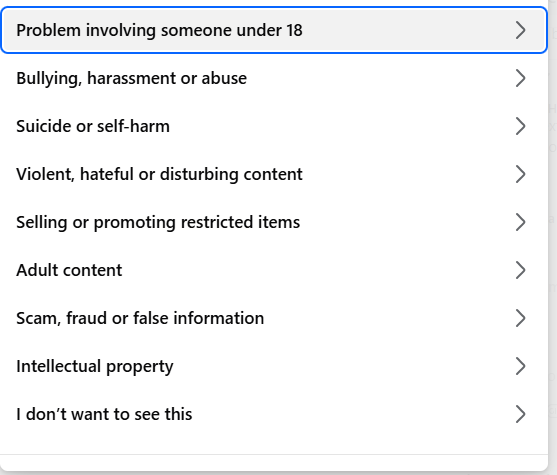 Problem involving someone under 18
Bullying, harassment or abuse
Suicide or self-harm
Violent, hateful or disturbing content
Selling or promoting restricted items
Adult content
Scam, fraud or false information
Intellectual property
I don’t want to see this